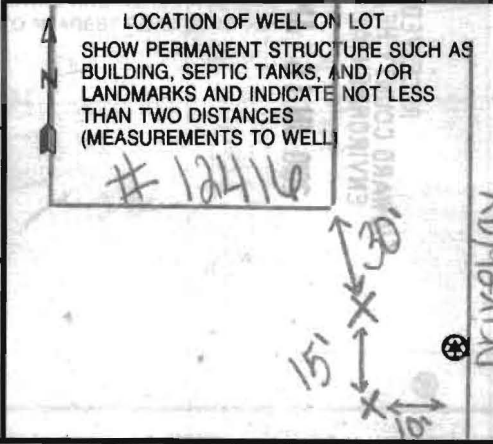 LOCATION OF WELL ON LOT
SHOW PERMANENT STRUCTURE SUCH AS
BUILDING, SEPTIC TANKS, AND /OR
LANDMARKS AND INDICATE NOT LESS
THAN TWO DISTANCES
(MEASUREMENTS TO WELL)
N
# 12416
30'
X
15'
X
10'
Driveway